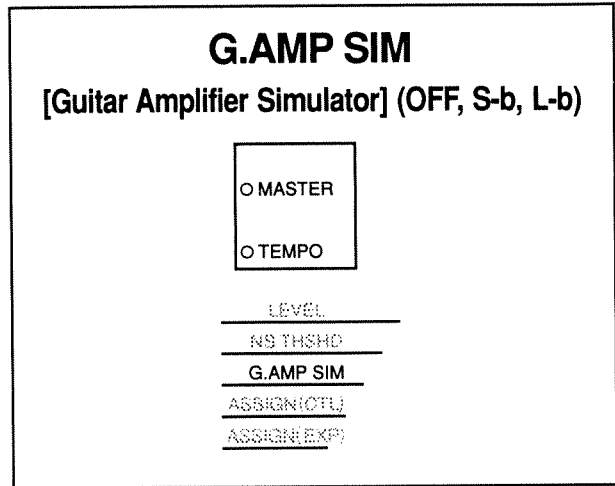 G.AMP SIM
[Guitar Amplifier Simulator] (OFF, S-b, L-b)
MASTER
TEMPO
LEVEL
NS THSHD
G.AMP SIM
ASSIGN(CTL)
ASSIGN(EXP)